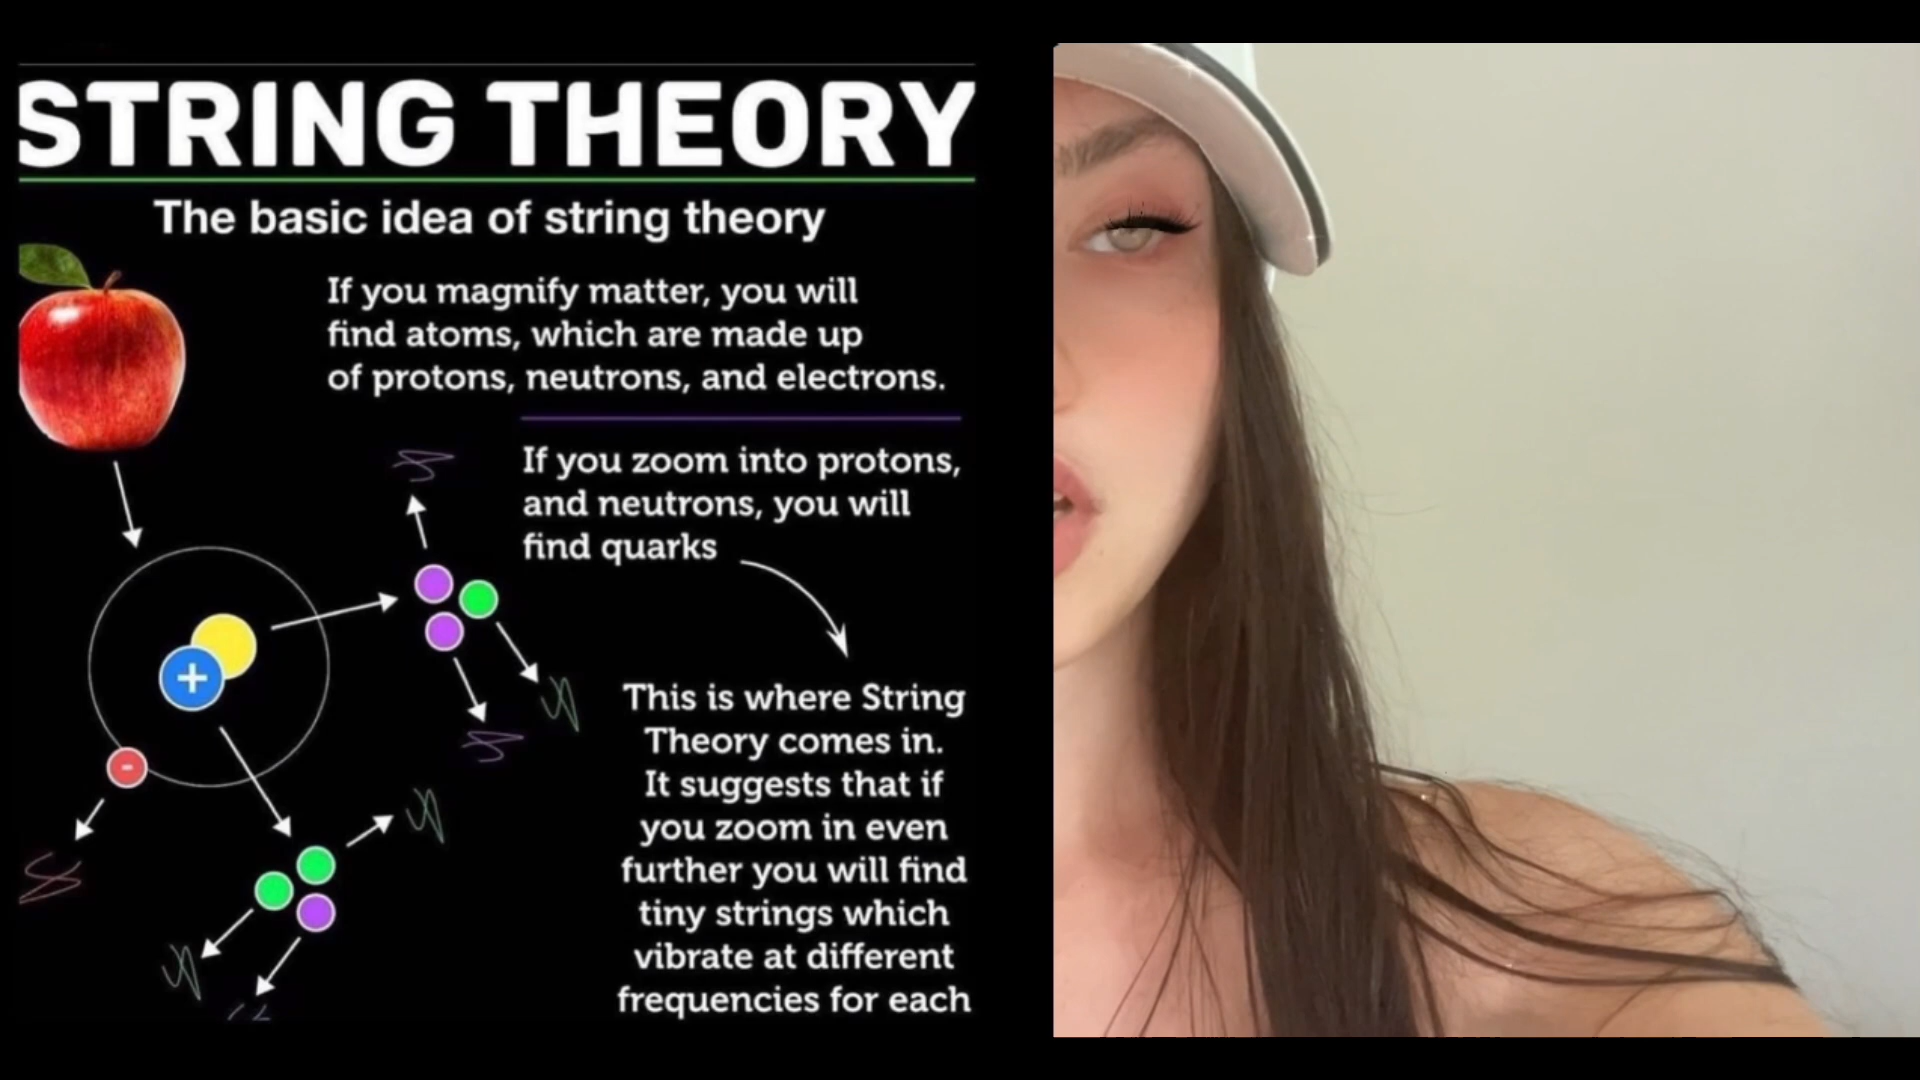 STRING THEORY
The basic idea of string theory
If you magnify matter, you will
find atoms, which are made up
of protons, neutrons, and electrons.
If you zoom into protons,
and neutrons, you will
find quarks
+
-
This is where String
Theory comes in.
It suggests that if
you zoom in even
further you will find
tiny strings which
vibrate at different
frequencies for each